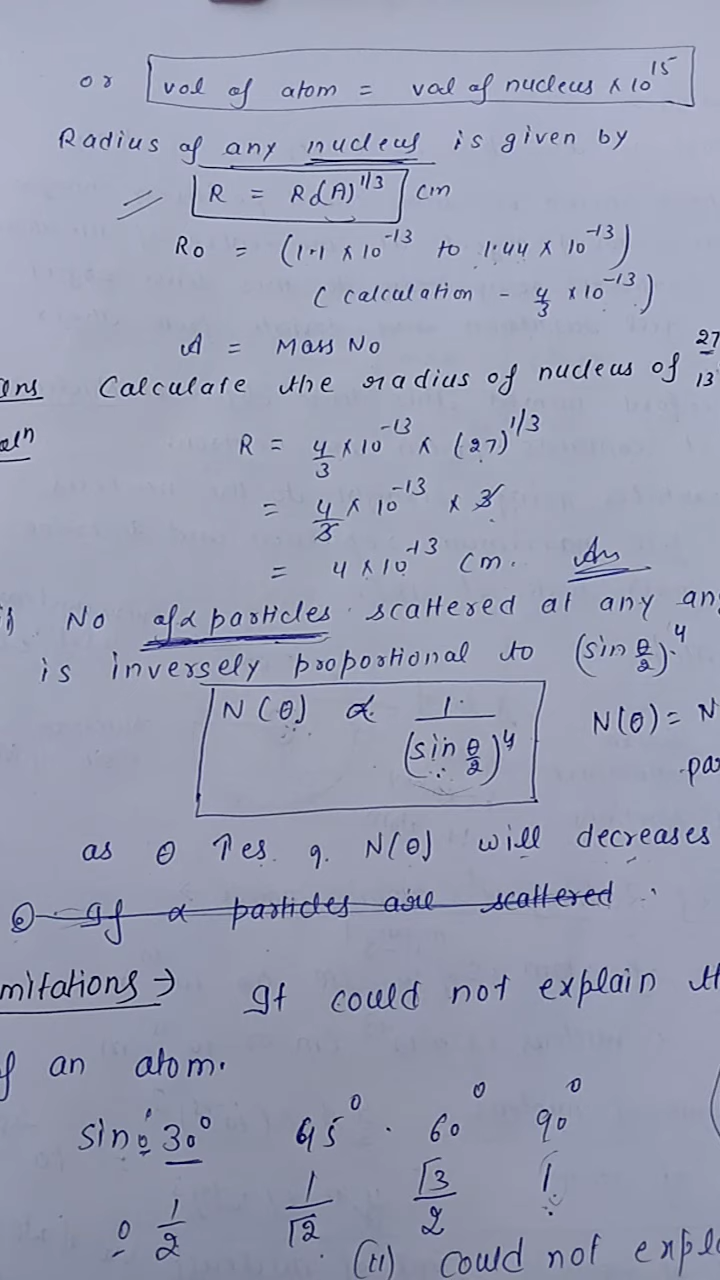 or vol of atom = vol of nucleus × 10^15
Radius of any nucleus is given by
R = R₀(A)^1/3 cm
R₀ = (1.1 × 10^-13 to 1.44 × 10^-13)
(calculation - 4/3 × 10^-13)
A = Mass No
Calculate the radius of nucleus of 27 13
R = 4/3 × 10^-13 × (27)^1/3
= 4/3 × 10^-13 × 3
= 4 × 10^-13 cm. Ans
No of α particles scattered at any
is inversely proportional to (sin θ/2)^4
N(θ) ∝ 1/(sin θ/2)^4 N(θ) = N
as θ ↑es, N(θ) will decreases
If α particles are scattered
mitations → It could not explain
f an atom.
sin 0° 30° 45° 60° 90°
0 1/2 1/√2 √3/2 1
(ii) could not